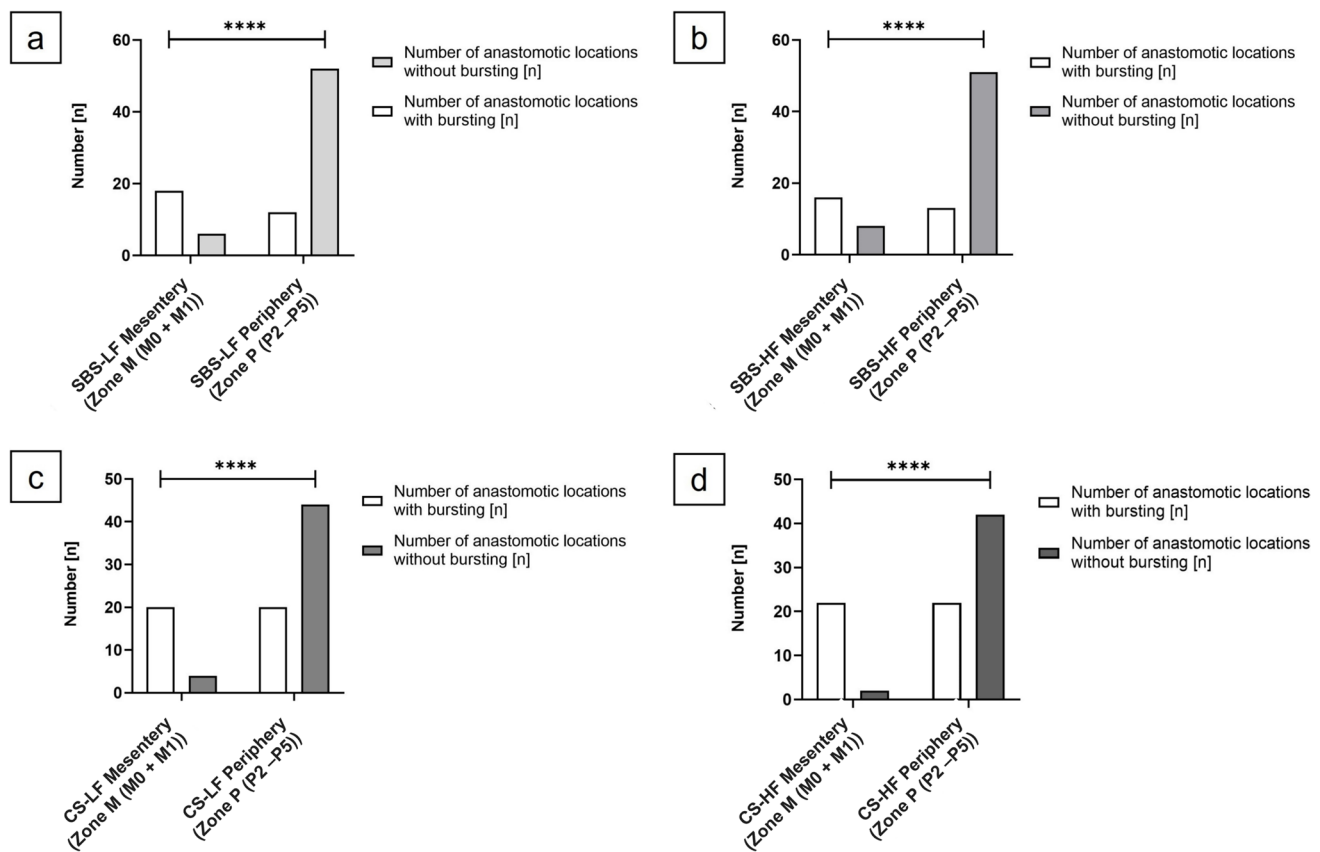 a
****
60
40
20
0
Number [n]
Number of anastomotic locations
without bursting [n]
Number of anastomotic locations
with bursting [n]
SBS-LF Mesentery
(Zone M (M0 + M1))
SBS-LF Periphery
(Zone P (P2 –P5))
b
****
60
40
20
0
Number [n]
Number of anastomotic locations
with bursting [n]
Number of anastomotic locations
without bursting [n]
SBS-HF Mesentery
(Zone M (M0 + M1))
SBS-HF Periphery
(Zone P (P2 –P5))
c
****
50
40
30
20
10
0
Number [n]
Number of anastomotic locations
with bursting [n]
Number of anastomotic locations
without bursting [n]
CS-LF Mesentery
(Zone M (M0 + M1))
CS-LF Periphery
(Zone P (P2 –P5))
d
****
50
40
30
20
10
0
Number [n]
Number of anastomotic locations
with bursting [n]
Number of anastomotic locations
without bursting [n]
CS-HF Mesentery
(Zone M (M0 + M1))
CS-HF Periphery
(Zone P (P2 –P5))